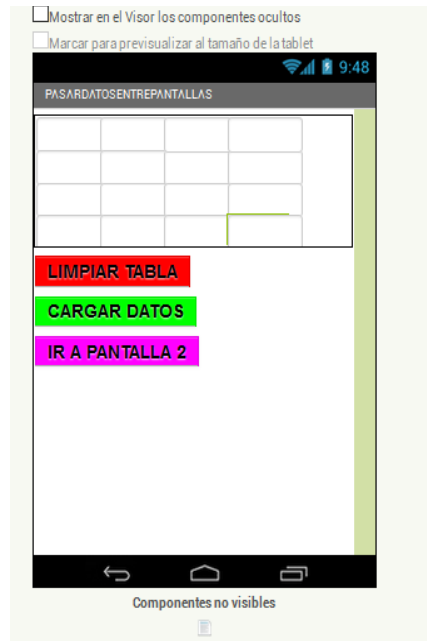 Mostrar en el Visor los componentes ocultos
Marcar para previsualizar al tamaño de la tablet
9:48
PASARDATOSENTREPANTALLAS
LIMPIAR TABLA
CARGAR DATOS
IR A PANTALLA 2
Componentes no visibles